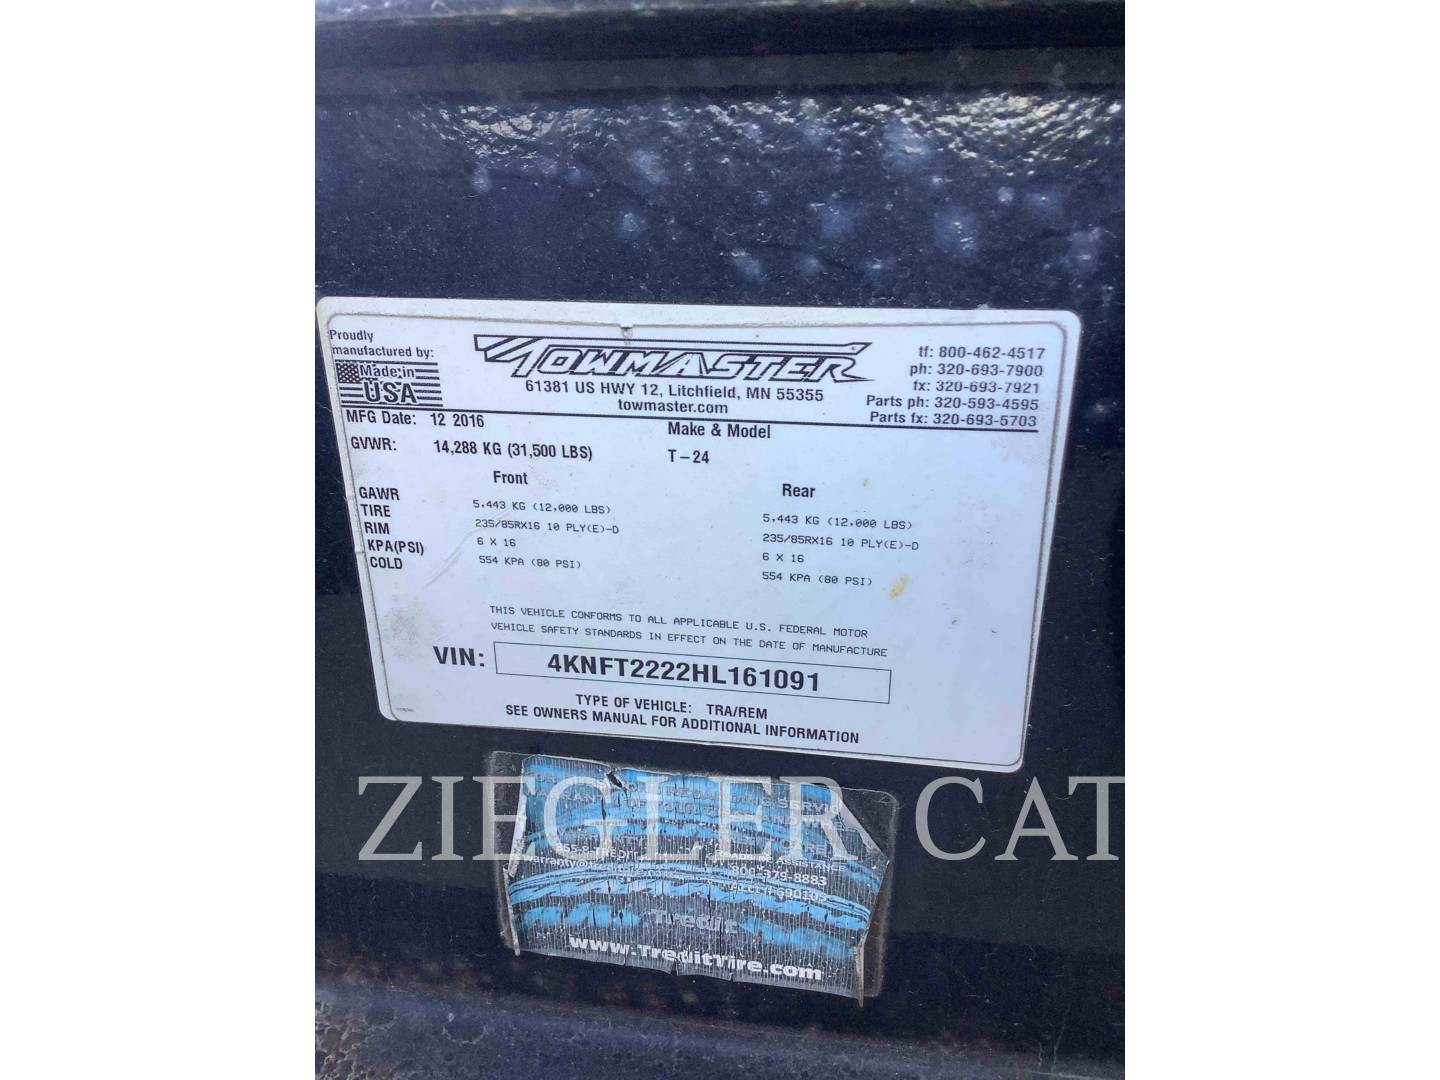 Proudly
manufactured by:
Made in
USA
TOWMASTER
61381 US HWY 12, Litchfield, MN 55355
towmaster.com
tf: 800-462-4517
ph: 320-693-7900
fx: 320-693-7921
Parts ph: 320-593-4595
Parts fx: 320-693-5703
MFG Date: 12 2016
Make & Model
GVWR: 14,288 KG (31,500 LBS) T-24
Front Rear
GAWR 5,443 KG (12,000 LBS) 5,443 KG (12,000 LBS)
TIRE 235/85RX16 10 PLY(E)-D 235/85RX16 10 PLY(E)-D
RIM 6 X 16 6 X 16
KPA(PSI) 554 KPA (80 PSI) 554 KPA (80 PSI)
COLD
THIS VEHICLE CONFORMS TO ALL APPLICABLE U.S. FEDERAL MOTOR
VEHICLE SAFETY STANDARDS IN EFFECT ON THE DATE OF MANUFACTURE
VIN: 4KNFT2222HL161091
TYPE OF VEHICLE: TRA/REM
SEE OWNERS MANUAL FOR ADDITIONAL INFORMATION
ZIEGLER CAT
ROADSIDE ASSISTANCE
800-379-8883
Tredit
www.TreditTire.com